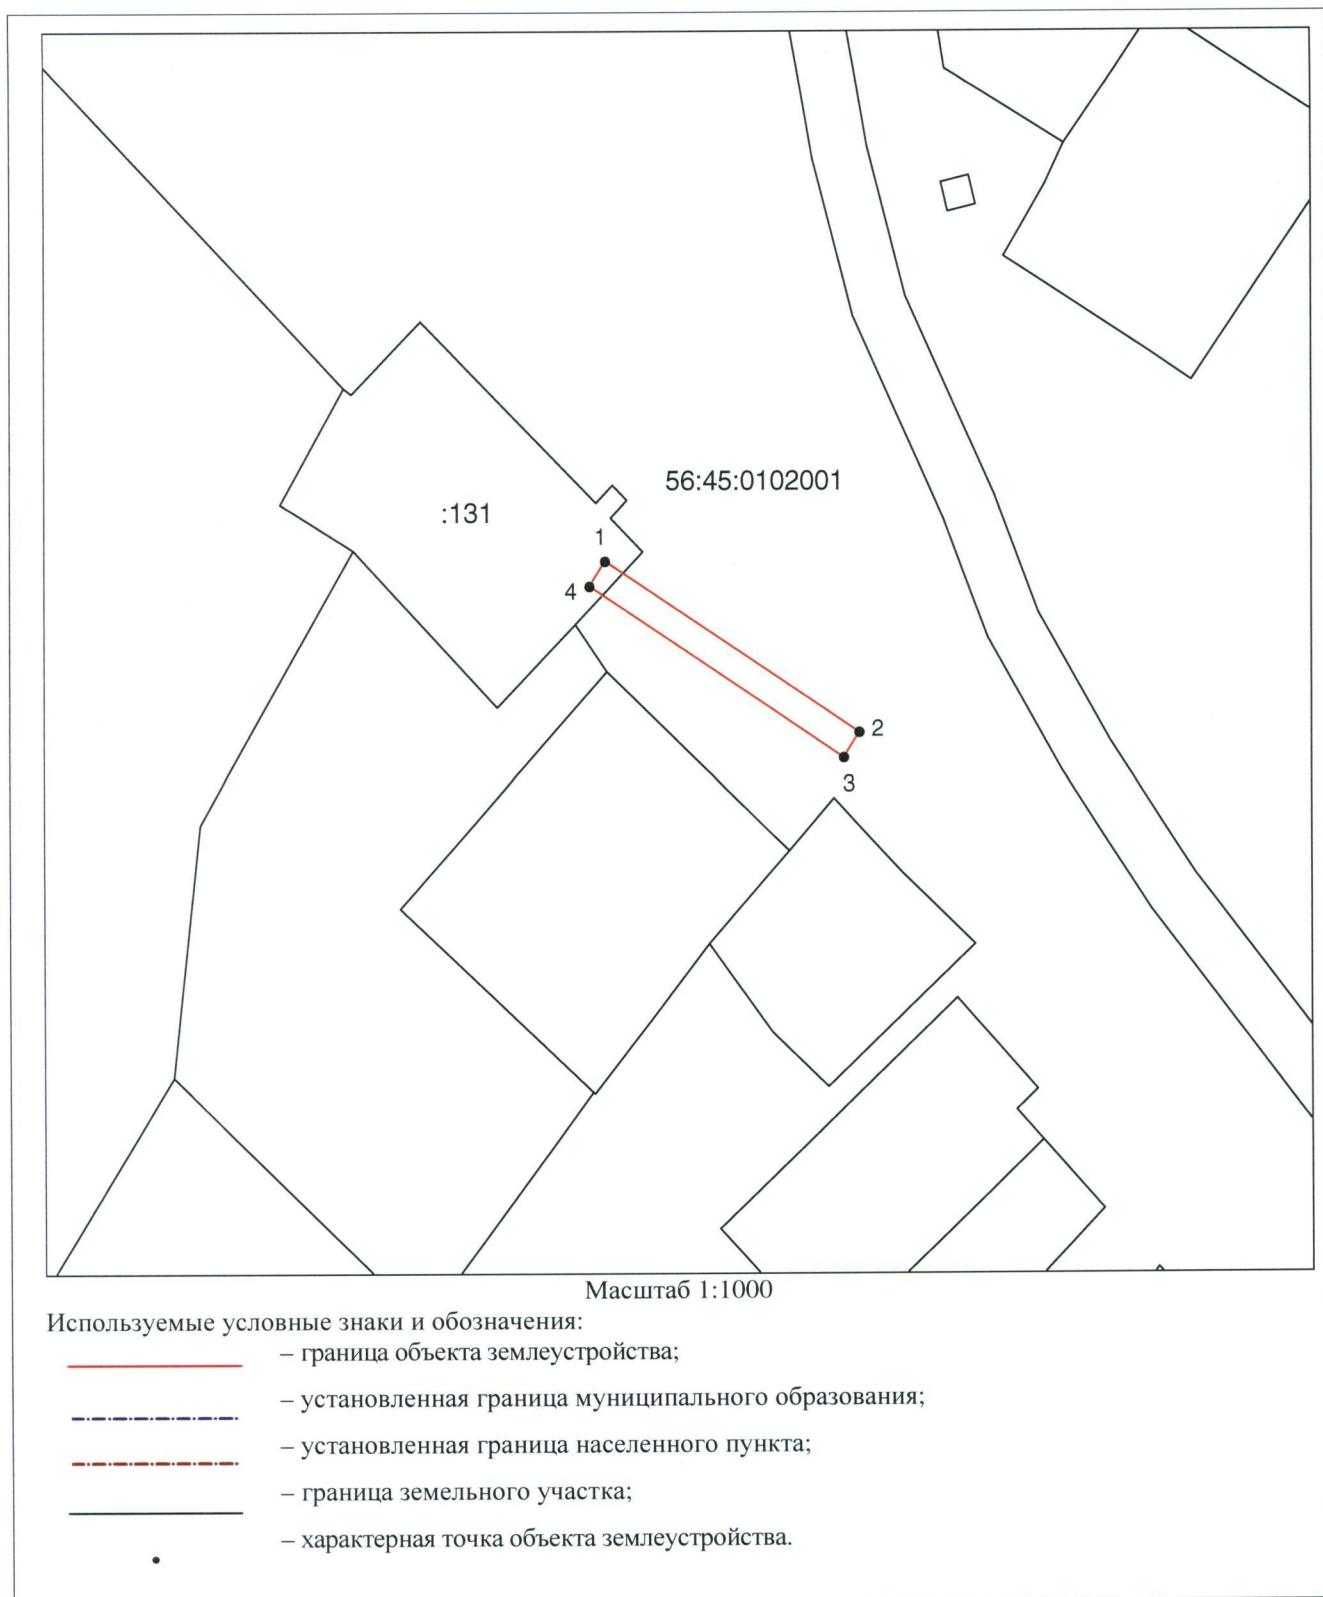 56:45:0102001
:131
1
4
2
3
Масштаб 1:1000
Используемые условные знаки и обозначения:
– граница объекта землеустройства;
– установленная граница муниципального образования;
– установленная граница населенного пункта;
– граница земельного участка;
– характерная точка объекта землеустройства.